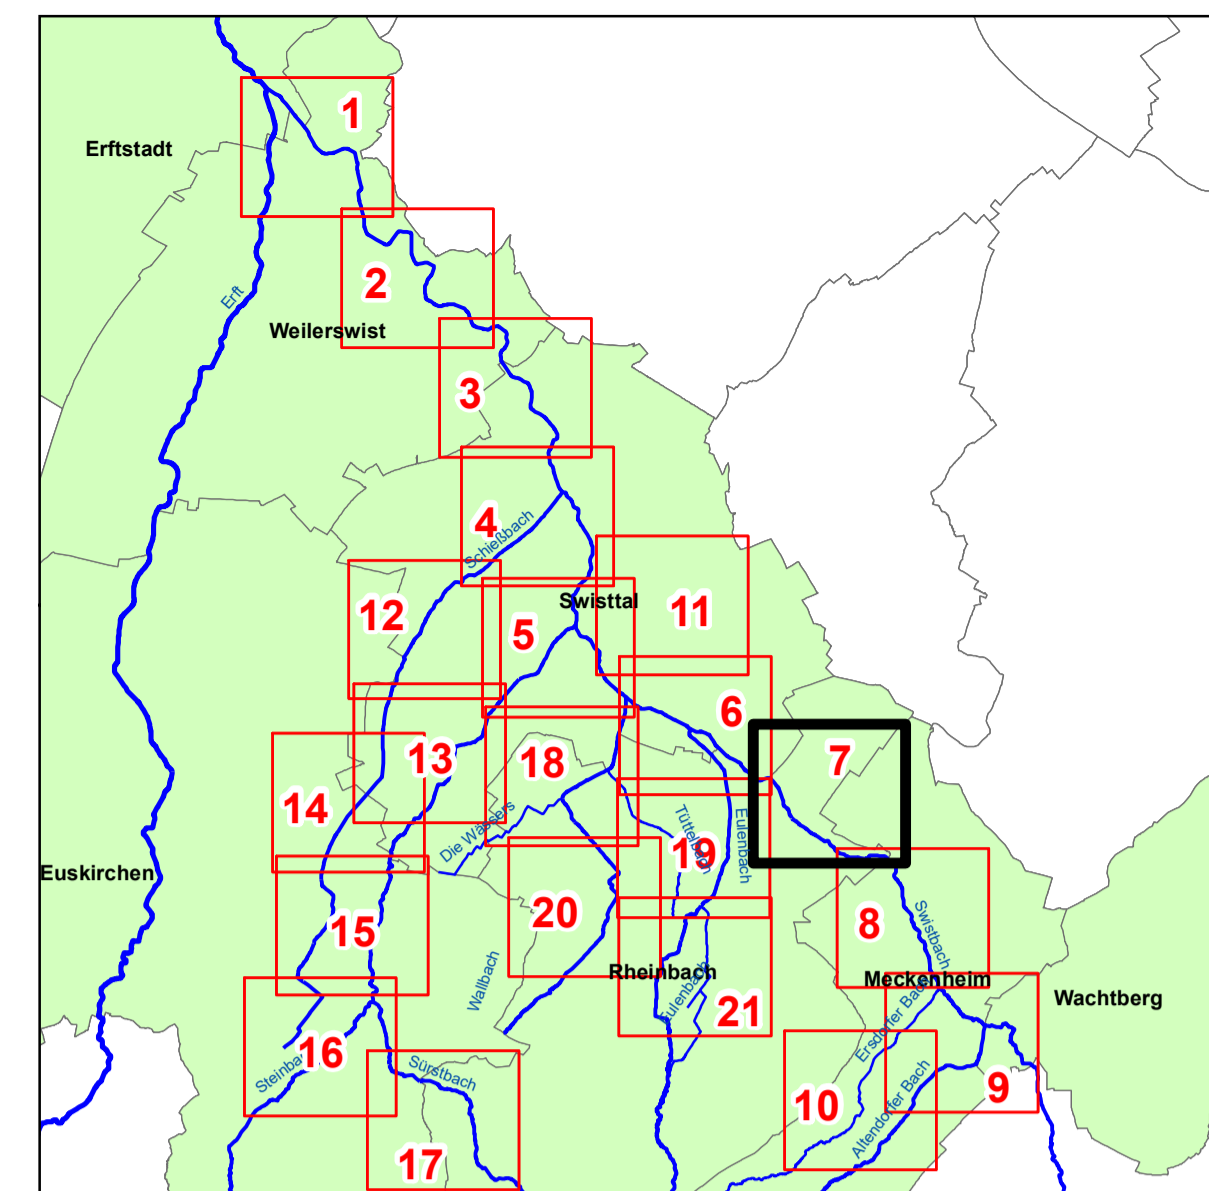 1
Erftstadt
2
Erft
Weilerswist
3
4
Schießbach
12
Swisttal
11
5
6
13
18
7
14
Die Wässers
Tüttelbach
Eulenbach
19
Euskirchen
20
15
8
Swistbach
Rheinbach
Meckenheim
Wachtberg
Wallbach
Eulenbach
21
Ersdorfer Bach
16
Steinbach
Sürstbach
10
9
Altendorfer Bach
17